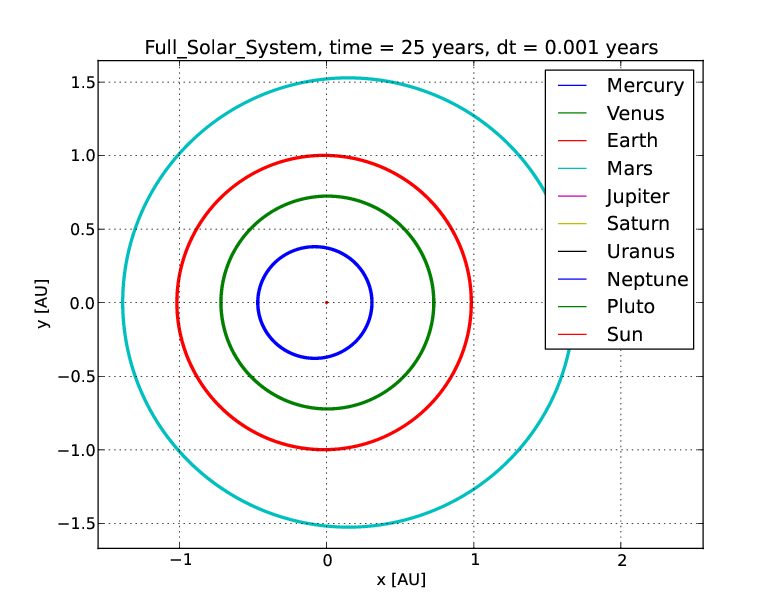 Full_Solar_System, time = 25 years, dt = 0.001 years
1.5
1.0
0.5
0.0
−0.5
−1.0
−1.5
y [AU]
Mercury
Venus
Earth
Mars
Jupiter
Saturn
Uranus
Neptune
Pluto
Sun
−1
0
1
2
x [AU]